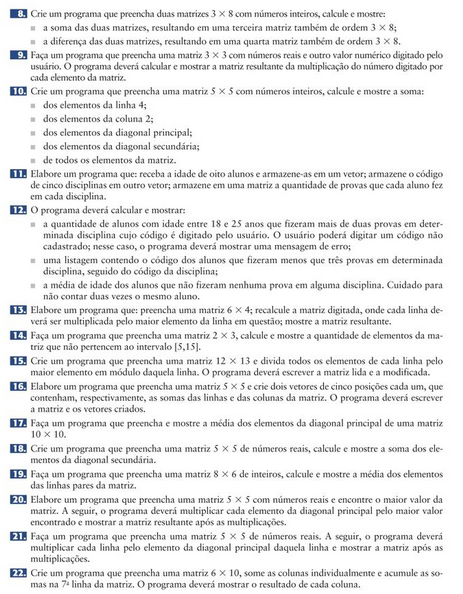 8. Crie um programa que preencha duas matrizes 3 × 8 com números inteiros, calcule e mostre:
■ a soma das duas matrizes, resultando em uma terceira matriz também de ordem 3 × 8;
■ a diferença das duas matrizes, resultando em uma quarta matriz também de ordem 3 × 8.
9. Faça um programa que preencha uma matriz 3 × 3 com números reais e outro valor numérico digitado pelo
usuário. O programa deverá calcular e mostrar a matriz resultante da multiplicação do número digitado por
cada elemento da matriz.
10. Crie um programa que preencha uma matriz 5 × 5 com números inteiros, calcule e mostre a soma:
■ dos elementos da linha 4;
■ dos elementos da coluna 2;
■ dos elementos da diagonal principal;
■ dos elementos da diagonal secundária;
■ de todos os elementos da matriz.
11. Elabore um programa que: receba a idade de oito alunos e armazene-as em um vetor; armazene o código
de cinco disciplinas em outro vetor; armazene em uma matriz a quantidade de provas que cada aluno fez
em cada disciplina.
12. O programa deverá calcular e mostrar:
■ a quantidade de alunos com idade entre 18 e 25 anos que fizeram mais de duas provas em deter-
minada disciplina cujo código é digitado pelo usuário. O usuário poderá digitar um código não
cadastrado; nesse caso, o programa deverá mostrar uma mensagem de erro;
■ uma listagem contendo o código dos alunos que fizeram menos que três provas em determinada
disciplina, seguido do código da disciplina;
■ a média de idade dos alunos que não fizeram nenhuma prova em alguma disciplina. Cuidado para
não contar duas vezes o mesmo aluno.
13. Elabore um programa que: preencha uma matriz 6 × 4; recalcule a matriz digitada, onde cada linha de-
verá ser multiplicada pelo maior elemento da linha em questão; mostre a matriz resultante.
14. Faça um programa que preencha uma matriz 2 × 3, calcule e mostre a quantidade de elementos da ma-
triz que não pertencem ao intervalo [5,15].
15. Crie um programa que preencha uma matriz 12 × 13 e divida todos os elementos de cada linha pelo
maior elemento em módulo daquela linha. O programa deverá escrever a matriz lida e a modificada.
16. Elabore um programa que preencha uma matriz 5 × 5 e crie dois vetores de cinco posições cada um, que
contenham, respectivamente, as somas das linhas e das colunas da matriz. O programa deverá escrever
a matriz e os vetores criados.
17. Faça um programa que preencha e mostre a média dos elementos da diagonal principal de uma matriz
10 × 10.
18. Crie um programa que preencha uma matriz 5 × 5 de números reais, calcule e mostre a soma dos ele-
mentos da diagonal secundária.
19. Faça um programa que preencha uma matriz 8 × 6 de inteiros, calcule e mostre a média dos elementos
das linhas pares da matriz.
20. Elabore um programa que preencha uma matriz 5 × 5 com números reais e encontre o maior valor da
matriz. A seguir, o programa deverá multiplicar cada elemento da diagonal principal pelo maior valor
encontrado e mostrar a matriz resultante após as multiplicações.
21. Faça um programa que preencha uma matriz 5 × 5 de números reais. A seguir, o programa deverá
multiplicar cada linha pelo elemento da diagonal principal daquela linha e mostrar a matriz após as
multiplicações.
22. Crie um programa que preencha uma matriz 6 × 10, some as colunas individualmente e acumule as so-
mas na 7ª linha da matriz. O programa deverá mostrar o resultado de cada coluna.